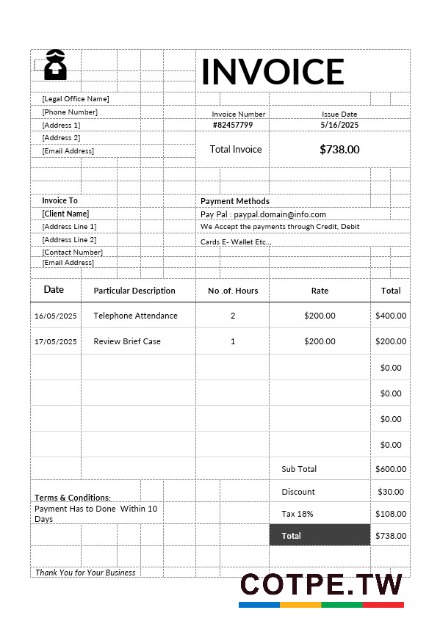 INVOICE
[Legal Office Name]
[Phone Number]
[Address 1]
[Address 2]
[Email Address]
Invoice Number Issue Date
#82457799 5/16/2025
Total Invoice $738.00
Invoice To Payment Methods
[Client Name] Pay Pal : paypal.domain@info.com
[Address Line 1] We Accept the payments through Credit, Debit
[Address Line 2] Cards E- Wallet Etc..
[Contact Number]
[Email Address]
Date Particular Description No .of. Hours Rate Total
16/05/2025 Telephone Attendance 2 $200.00 $400.00
17/05/2025 Review Brief Case 1 $200.00 $200.00
$0.00
$0.00
$0.00
$0.00
Sub Total $600.00
Discount $30.00
Terms & Conditions:
Payment Has to Done Within 10
Days
Tax 18% $108.00
Total $738.00
Thank You for Your Business
COTPE.TW